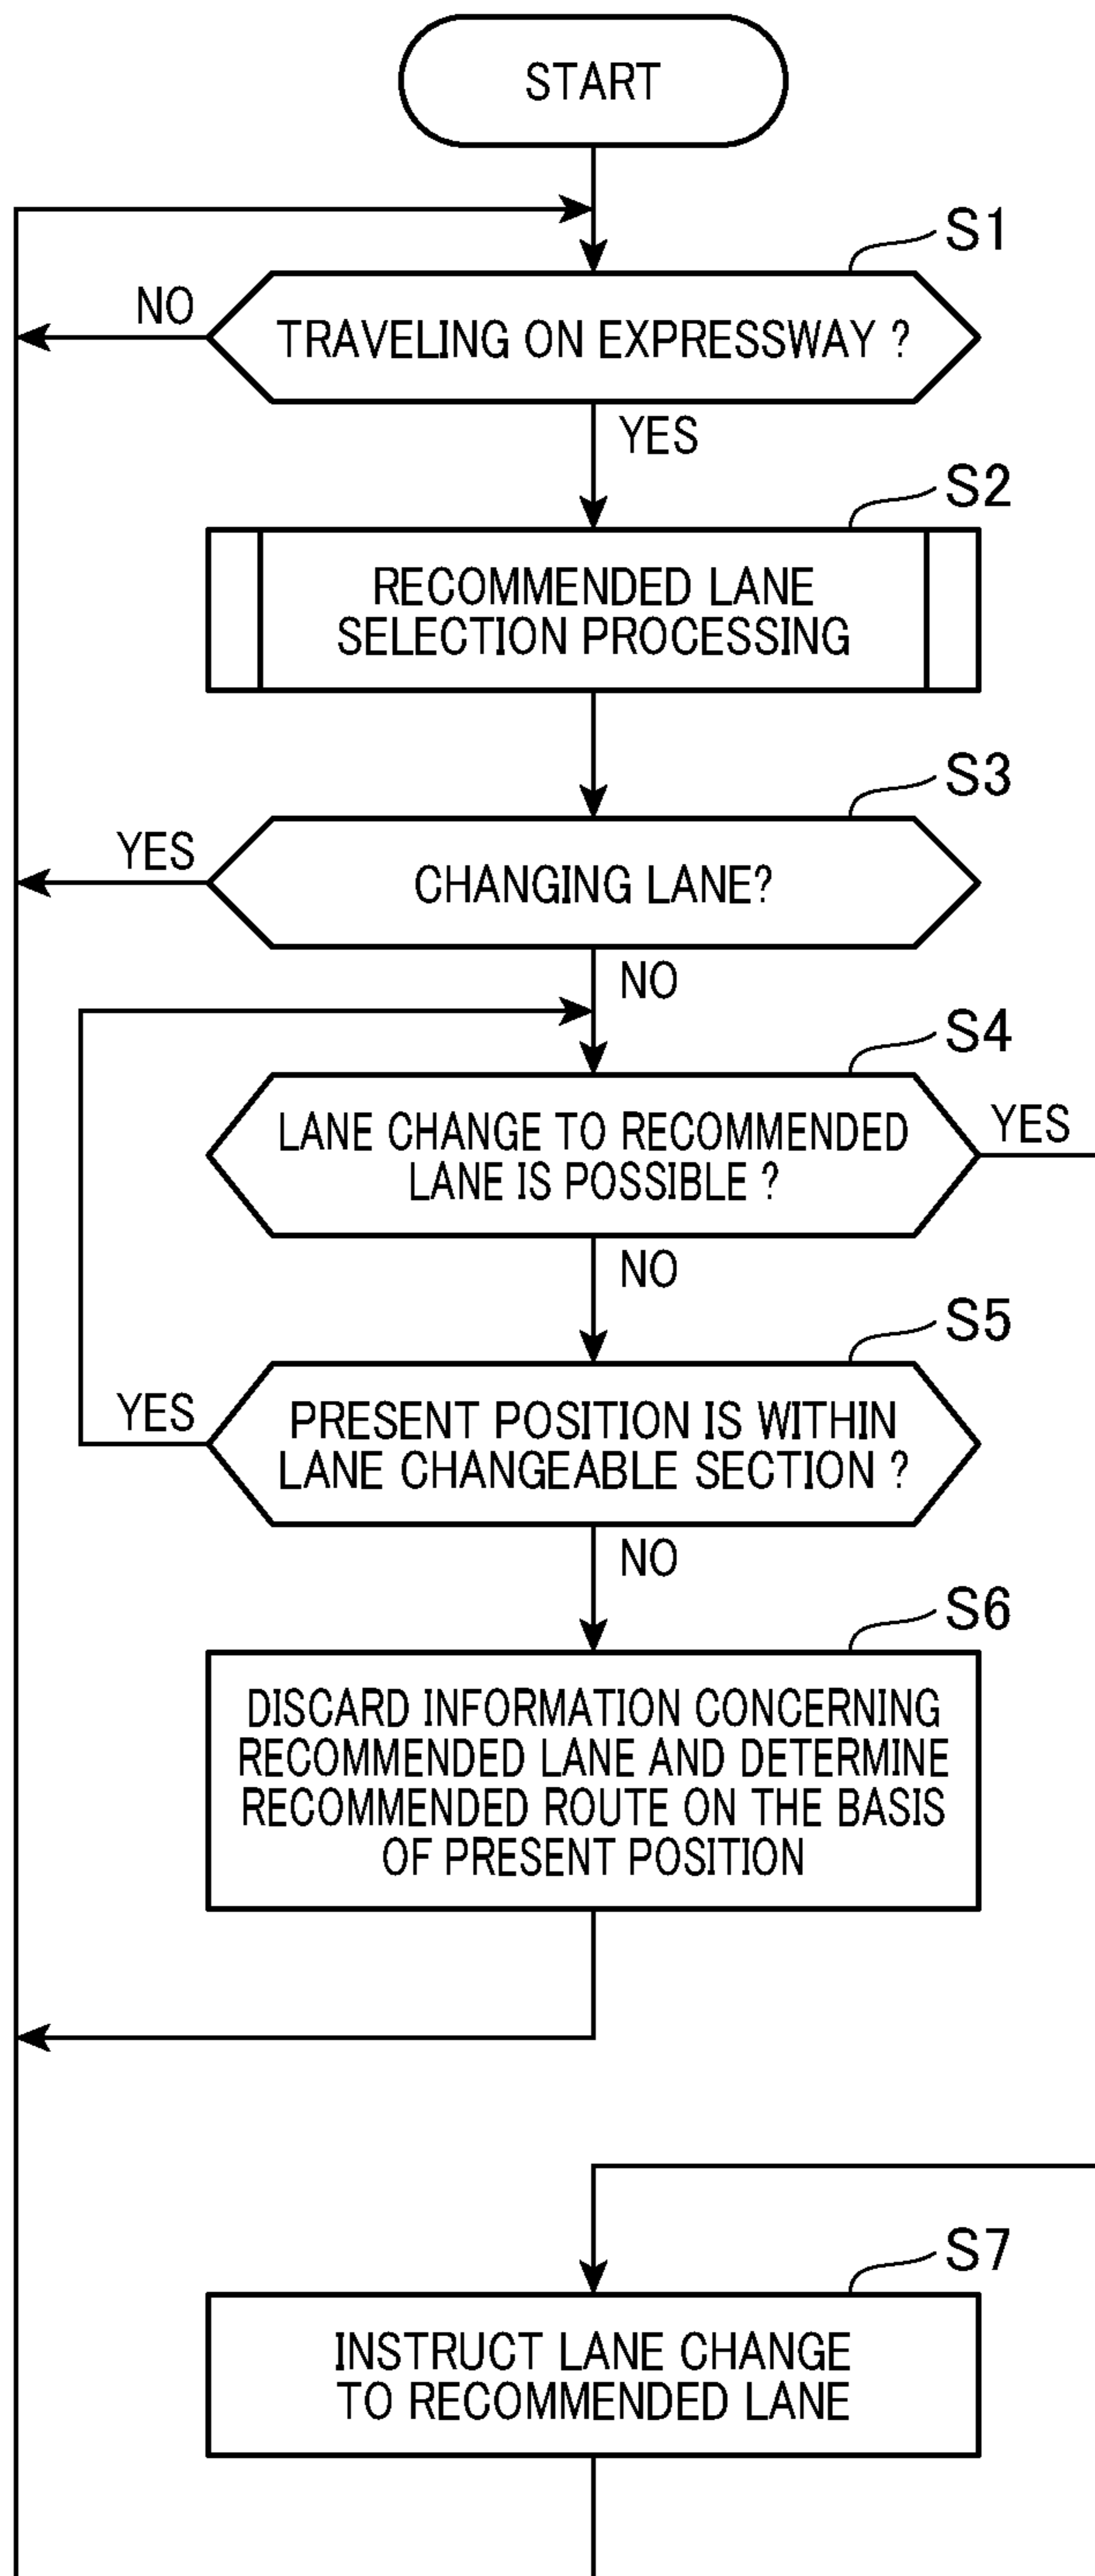 START
S1
NO
TRAVELING ON EXPRESSWAY ?
YES
S2
RECOMMENDED LANE
SELECTION PROCESSING
S3
YES
CHANGING LANE?
NO
S4
LANE CHANGE TO RECOMMENDED
LANE IS POSSIBLE ?
YES
NO
S5
YES
PRESENT POSITION IS WITHIN
LANE CHANGEABLE SECTION ?
NO
S6
DISCARD INFORMATION CONCERNING
RECOMMENDED LANE AND DETERMINE
RECOMMENDED ROUTE ON THE BASIS
OF PRESENT POSITION
S7
INSTRUCT LANE CHANGE
TO RECOMMENDED LANE